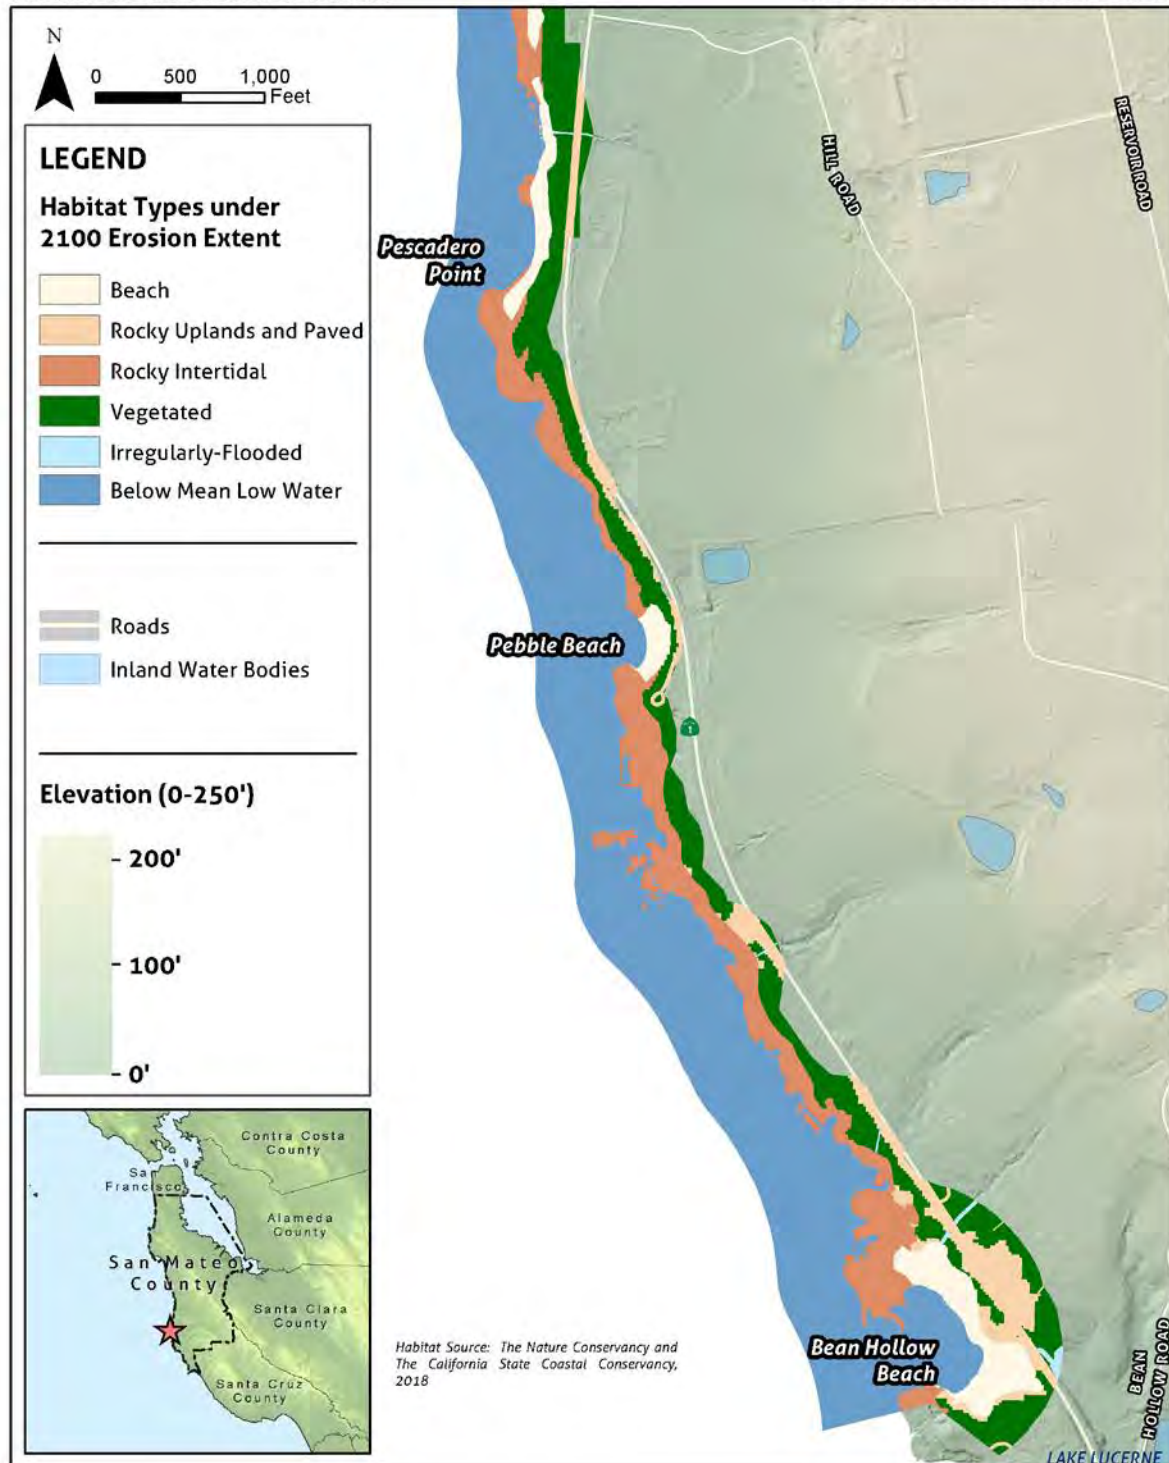 N
0 500 1,000
Feet
LEGEND
Habitat Types under
2100 Erosion Extent
Beach
Rocky Uplands and Paved
Rocky Intertidal
Vegetated
Irregularly-Flooded
Below Mean Low Water
Roads
Inland Water Bodies
Elevation (0-250')
- 200'
- 100'
- 0'
Contra Costa
County
San
Francisco
Alameda
County
San Mateo
County
Santa Clara
County
Santa Cruz
County
Habitat Source: The Nature Conservancy and
The California State Coastal Conservancy,
2018
Pescadero
Point
HILL ROAD
RESERVOIR ROAD
Pebble Beach
1
Bean Hollow
Beach
BEAN
HOLLOW ROAD
LAKE LUCERNE